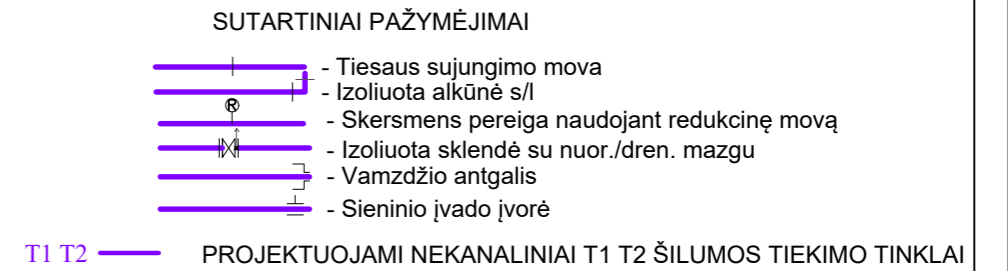 SUTARTINIAI PAŽYMĖJIMAI
- Tiesaus sujungimo mova
- Izoliuota alkūnė s/l
R
- Skersmens pereiga naudojant redukcinę movą
- Izoliuota sklendė su nuor./dren. mazgu
- Vamzdžio antgalis
- Sieninio įvado įvorė
T1 T2 PROJEKTUOJAMI NEKANALINIAI T1 T2 ŠILUMOS TIEKIMO TINKLAI